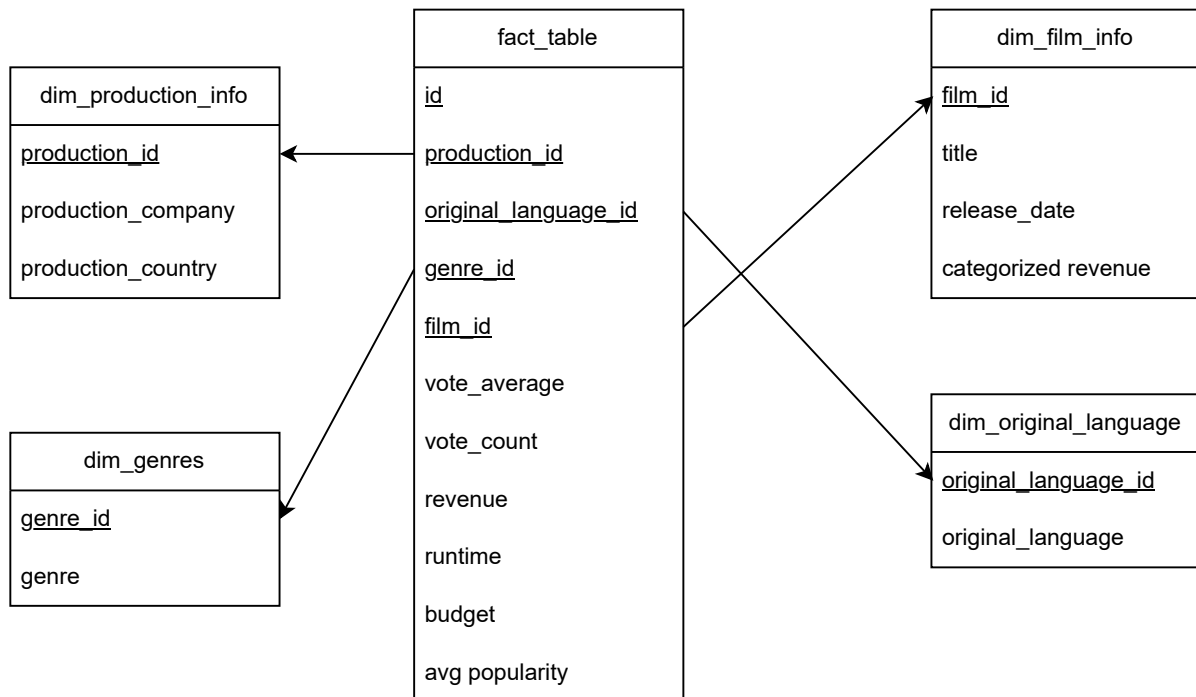 fact_table
id
production_id
original_language_id
genre_id
film_id
vote_average
vote_count
revenue
runtime
budget
avg popularity
dim_production_info
production_id
production_company
production_country
dim_genres
genre_id
genre
dim_film_info
film_id
title
release_date
categorized revenue
dim_original_language
original_language_id
original_language